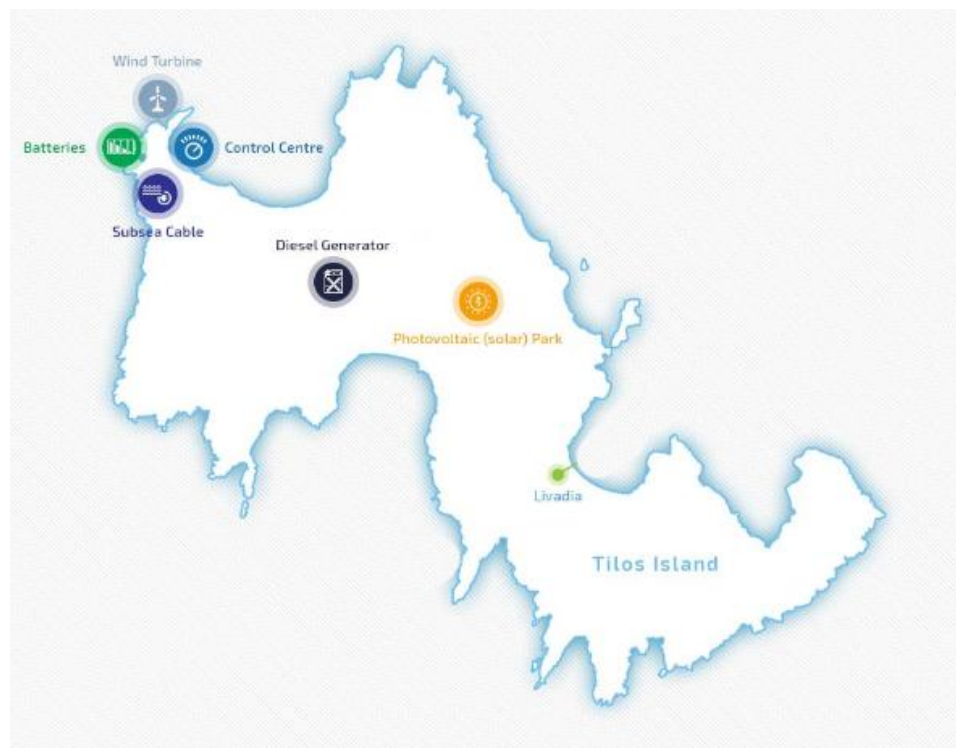 Wind Turbine
Batteries
Control Centre
Subsea Cable
Diesel Generator
Photovoltaic (solar) Park
Livadia
Tilos Island